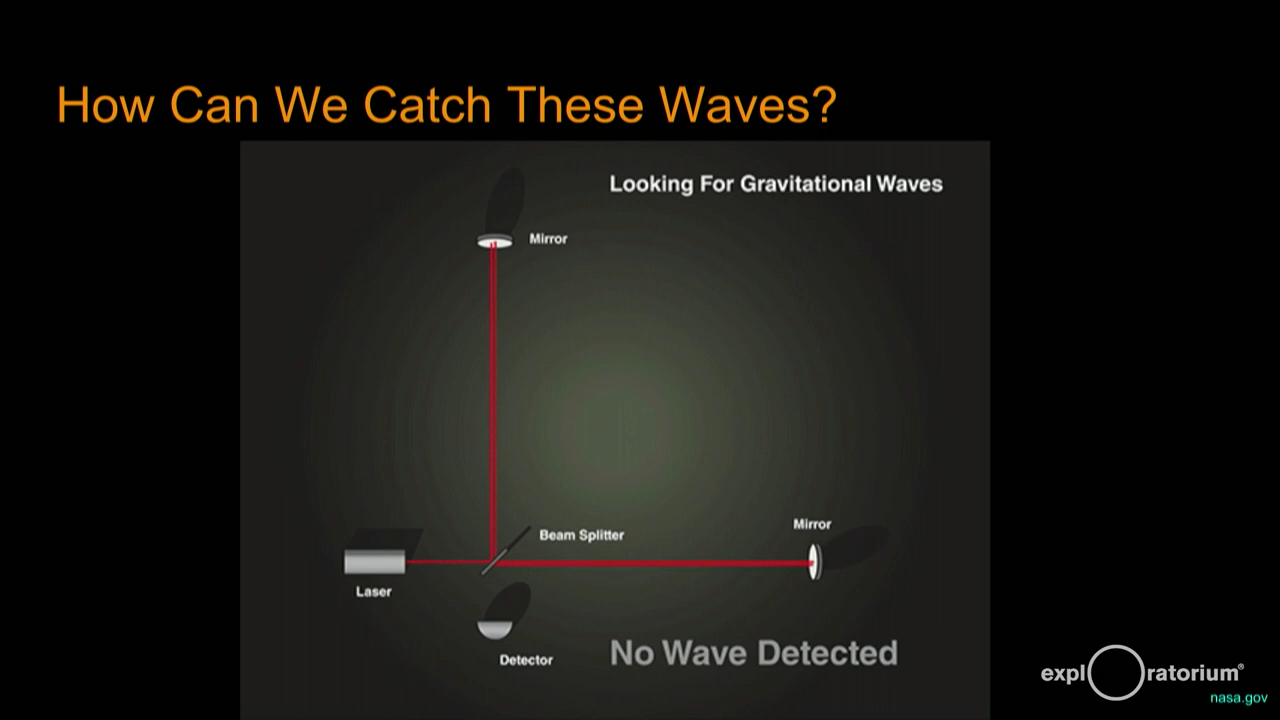 How Can We Catch These Waves?
Looking For Gravitational Waves
Mirror
Mirror
Beam Splitter
Laser
Detector
No Wave Detected
expl ratorium®
nasa.gov